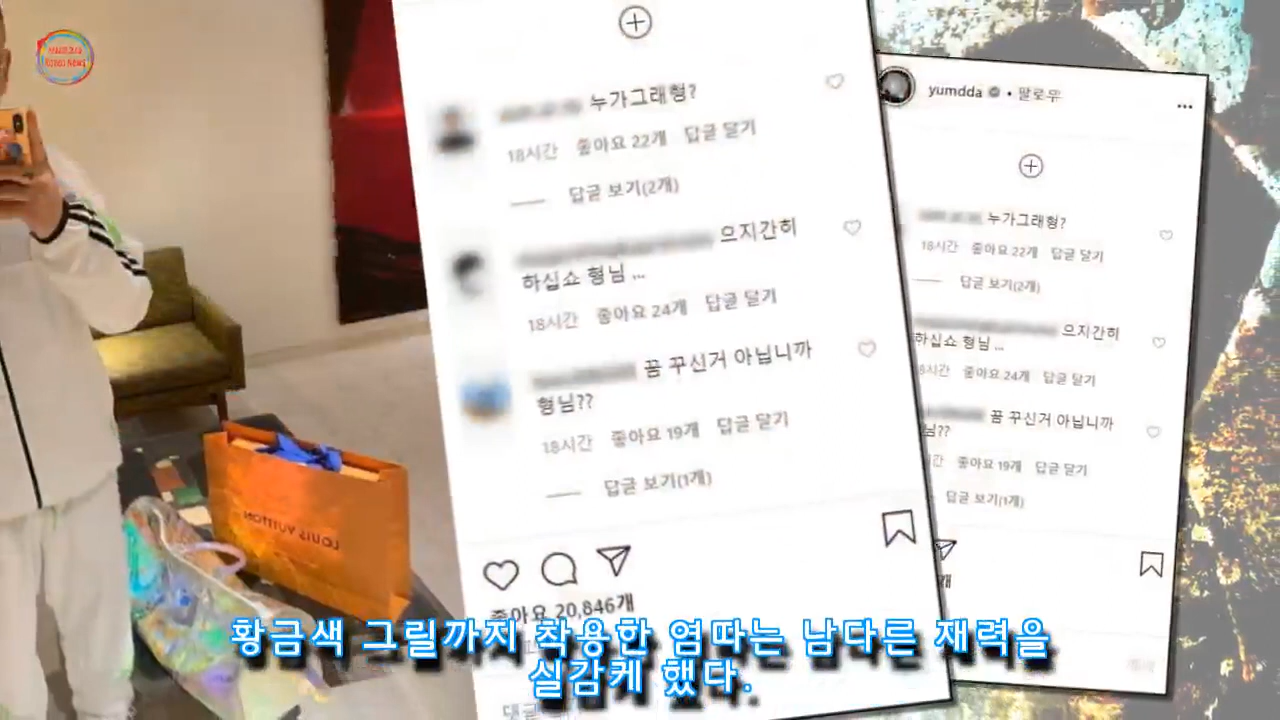 누가그래형?
18시간 좋아요 22개 답글 달기
답글 보기(2개)
으지간히
하십쇼 형님 ...
18시간 좋아요 24개 답글 달기
꿈 꾸신거 아닙니까
형님??
18시간 좋아요 19개 답글 달기
답글 보기(1개)
좋아요 20,846개
yumdda • 팔로우
누가그래형?
18시간 좋아요 22개 답글 달기
답글 보기(2개)
으지간히
하십쇼 형님 ...
18시간 좋아요 24개 답글 달기
꿈 꾸신거 아닙니까
님??
좋아요 19개 답글 달기
답글 보기(1개)
LOUIS VUITTON
황금색 그릴까지 착용한 염따는 남다른 재력을
실감케 했다.